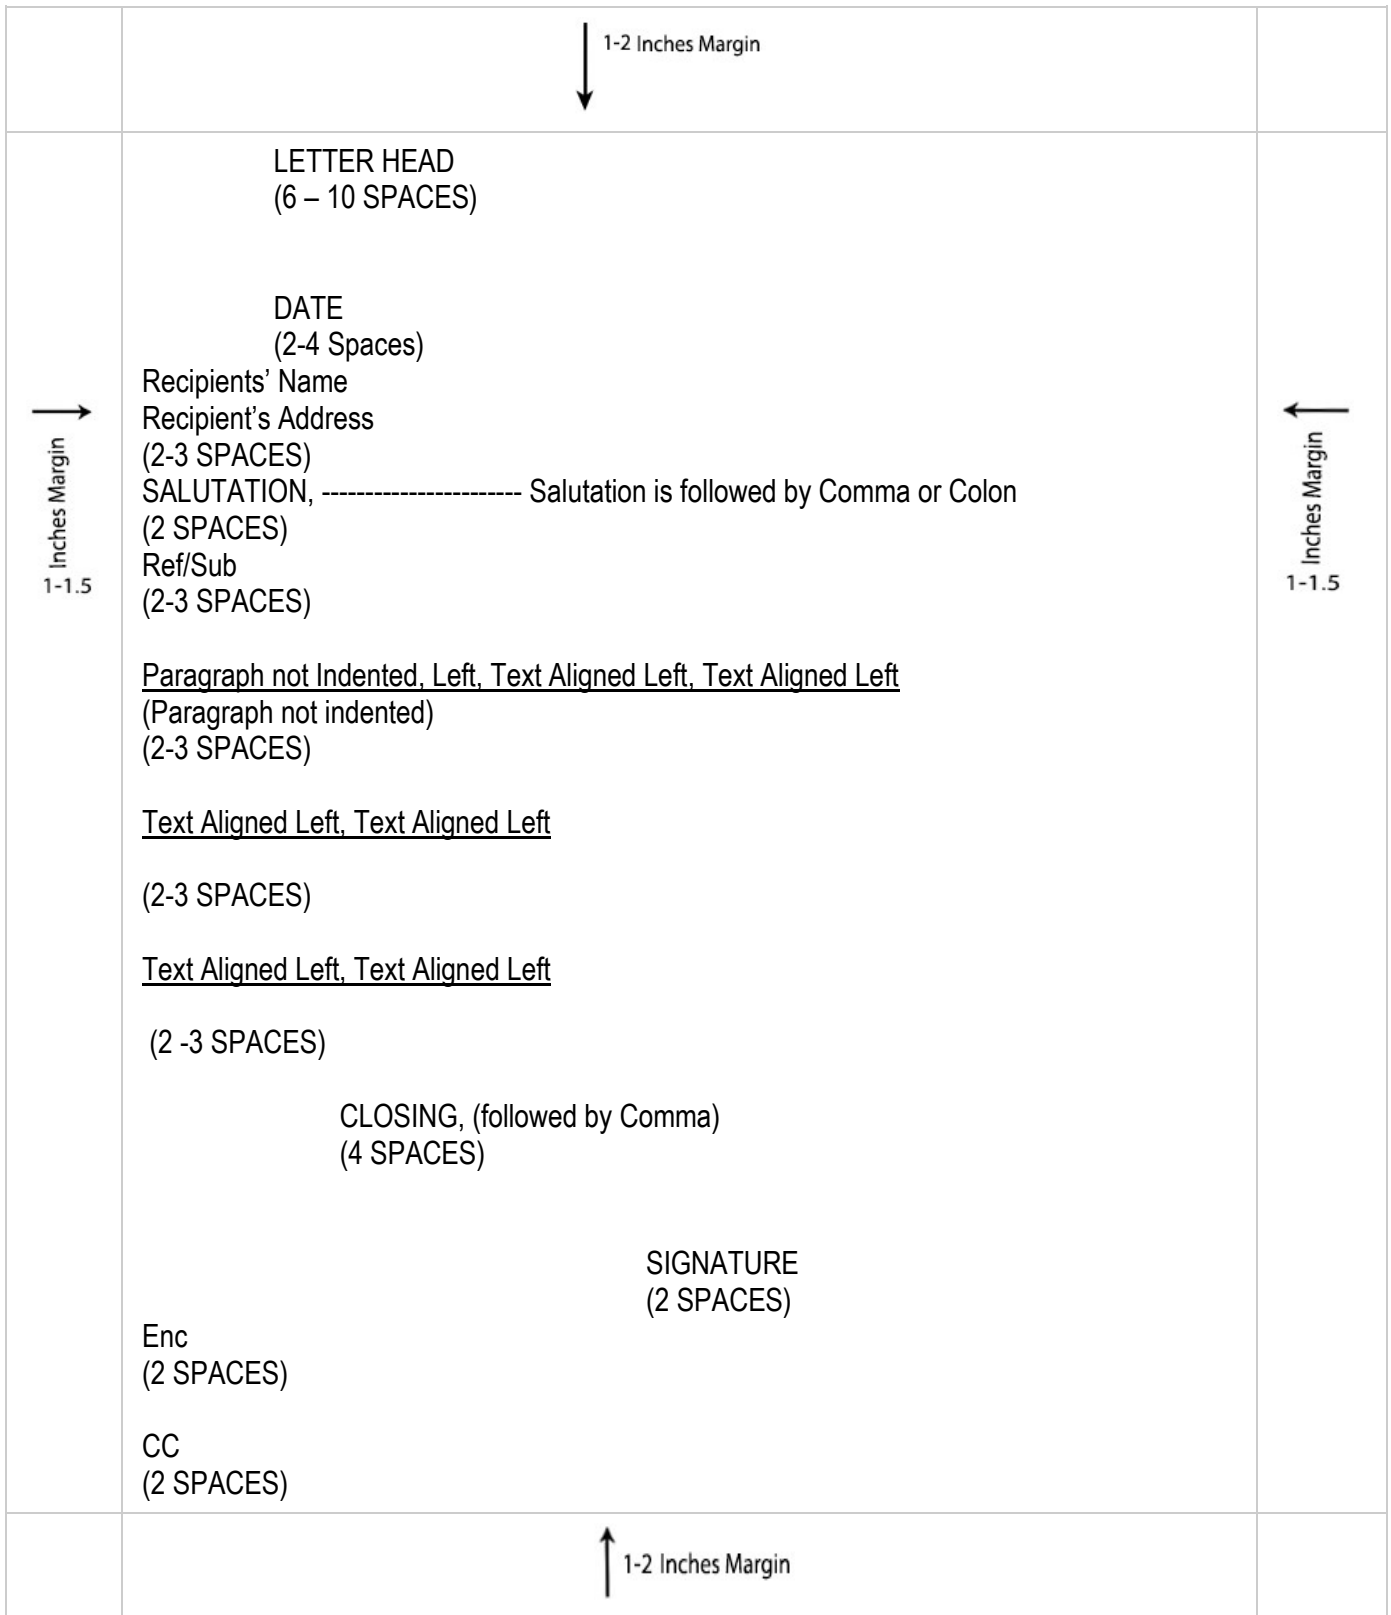 1-2 Inches Margin
LETTER HEAD
(6 – 10 SPACES)
DATE
(2-4 Spaces)
Recipients’ Name
Recipient’s Address
(2-3 SPACES)
SALUTATION, ----------------------- Salutation is followed by Comma or Colon
(2 SPACES)
Ref/Sub
(2-3 SPACES)
Inches Margin
1-1.5
Inches Margin
1-1.5
Paragraph not Indented, Left, Text Aligned Left, Text Aligned Left
(Paragraph not indented)
(2-3 SPACES)
Text Aligned Left, Text Aligned Left
(2-3 SPACES)
Text Aligned Left, Text Aligned Left
(2 -3 SPACES)
CLOSING, (followed by Comma)
(4 SPACES)
SIGNATURE
(2 SPACES)
Enc
(2 SPACES)
CC
(2 SPACES)
1-2 Inches Margin